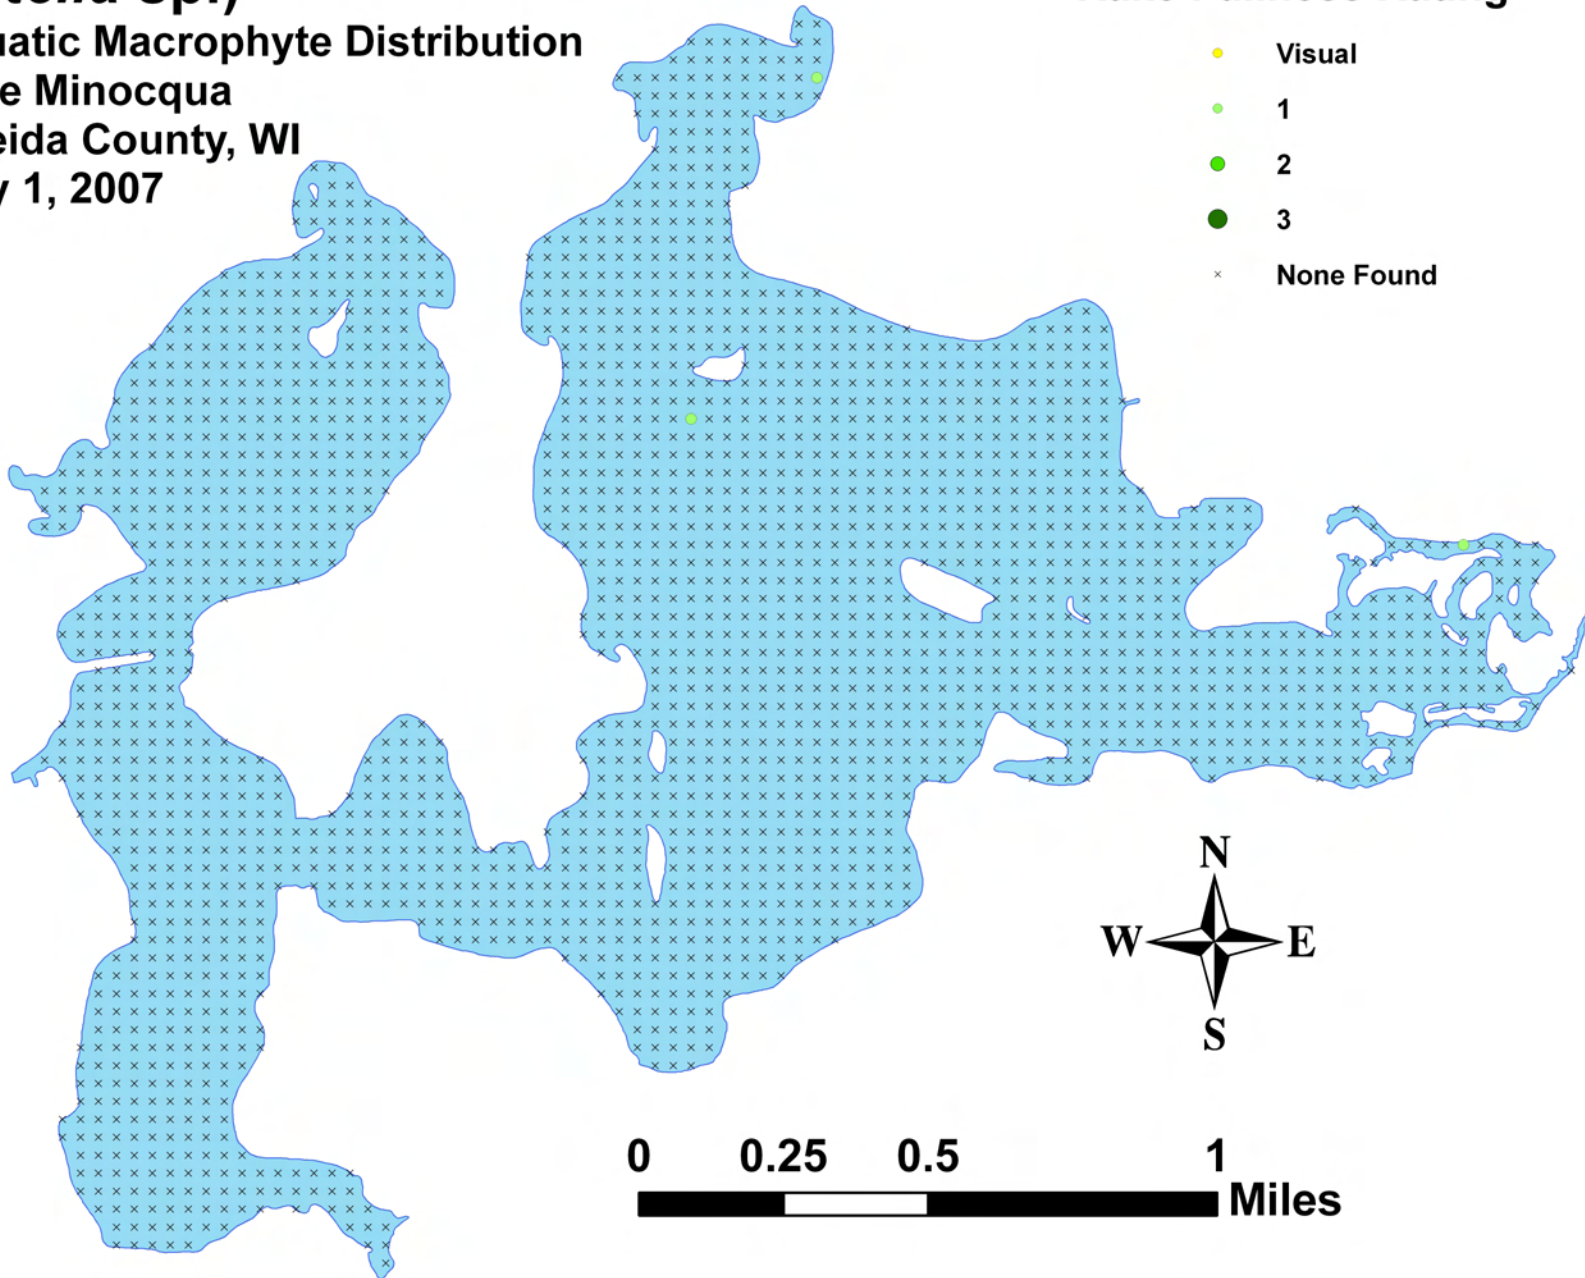 uatic Macrophyte Distribution
e Minocqua
eida County, WI
y 1, 2007
Visual
1
2
3
None Found
N
W E
S
0 0.25 0.5 1
Miles